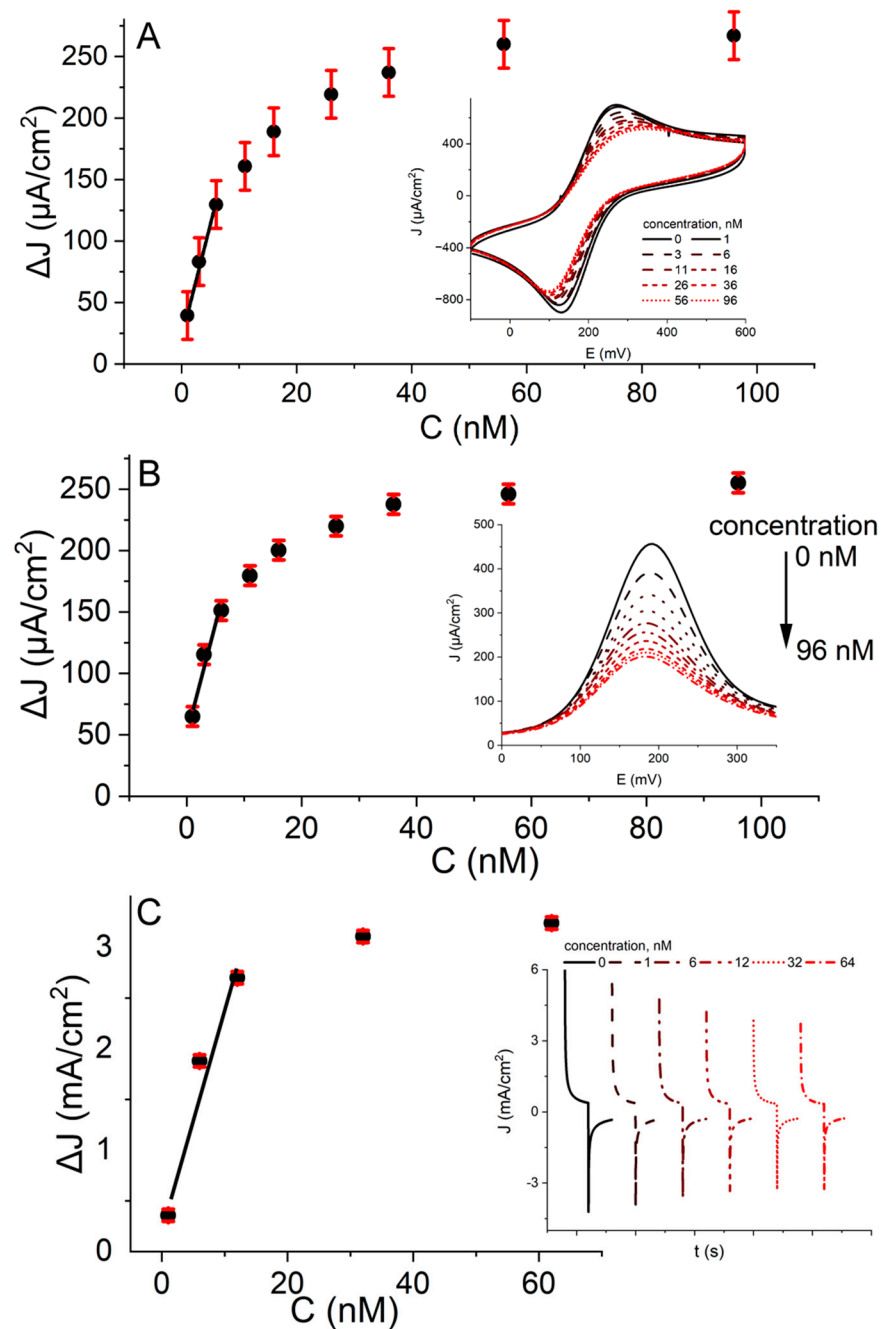 A
250
200
150
100
50
0
ΔJ (µA/cm²)
0 20 40 60 80 100
C (nM)
400
0
−400
−800
J (µA/cm²)
concentration, nM
0 1
3 6
11 16
26 36
56 96
0 200 400 600
E (mV)
B
250
200
150
100
50
0
ΔJ (µA/cm²)
0 20 40 60 80 100
C (nM)
500
400
300
200
100
0
J (µA/cm²)
0 100 200 300
E (mV)
concentration
0 nM
96 nM
C
3
2
1
0
ΔJ (mA/cm²)
0 20 40 60
C (nM)
concentration, nM
0 1 6 12 32 64
6
3
0
-3
J (mA/cm²)
t (s)